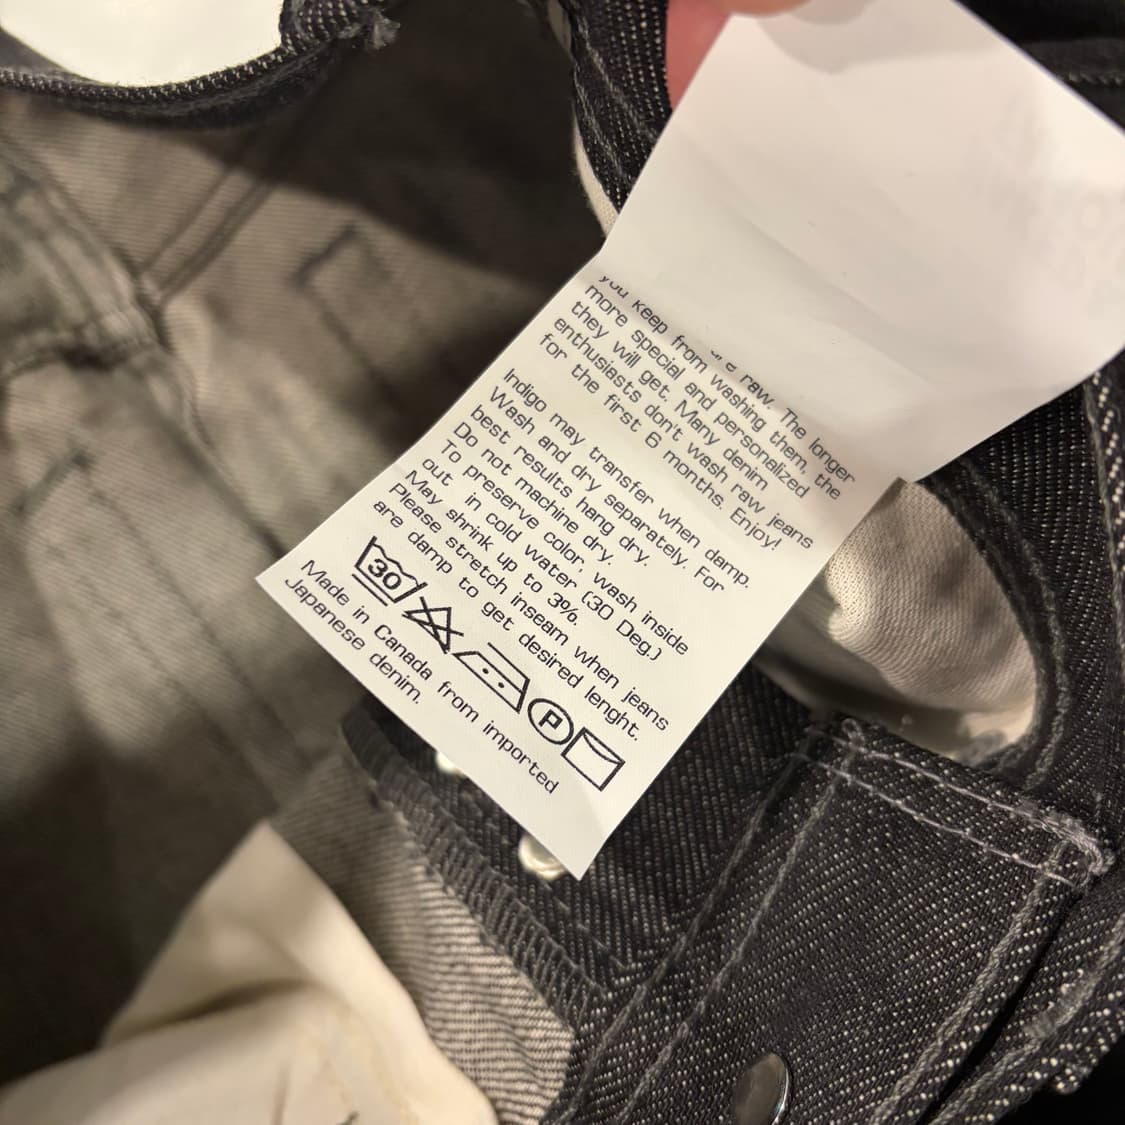 you keep from washing them, the
raw. The longer
more special and personalized
they will get. Many denim
enthusiasts don't wash raw jeans
for the first 6 months. Enjoy!
Indigo may transfer when damp.
Wash and dry separately. For
best results hang dry.
Do not machine dry.
To preserve color, wash inside
out in cold water (30 Deg.)
May shrink up to 3%.
Please stretch inseam when jeans
are damp to get desired lenght.
30
P
Made in Canada from imported
Japanese denim.